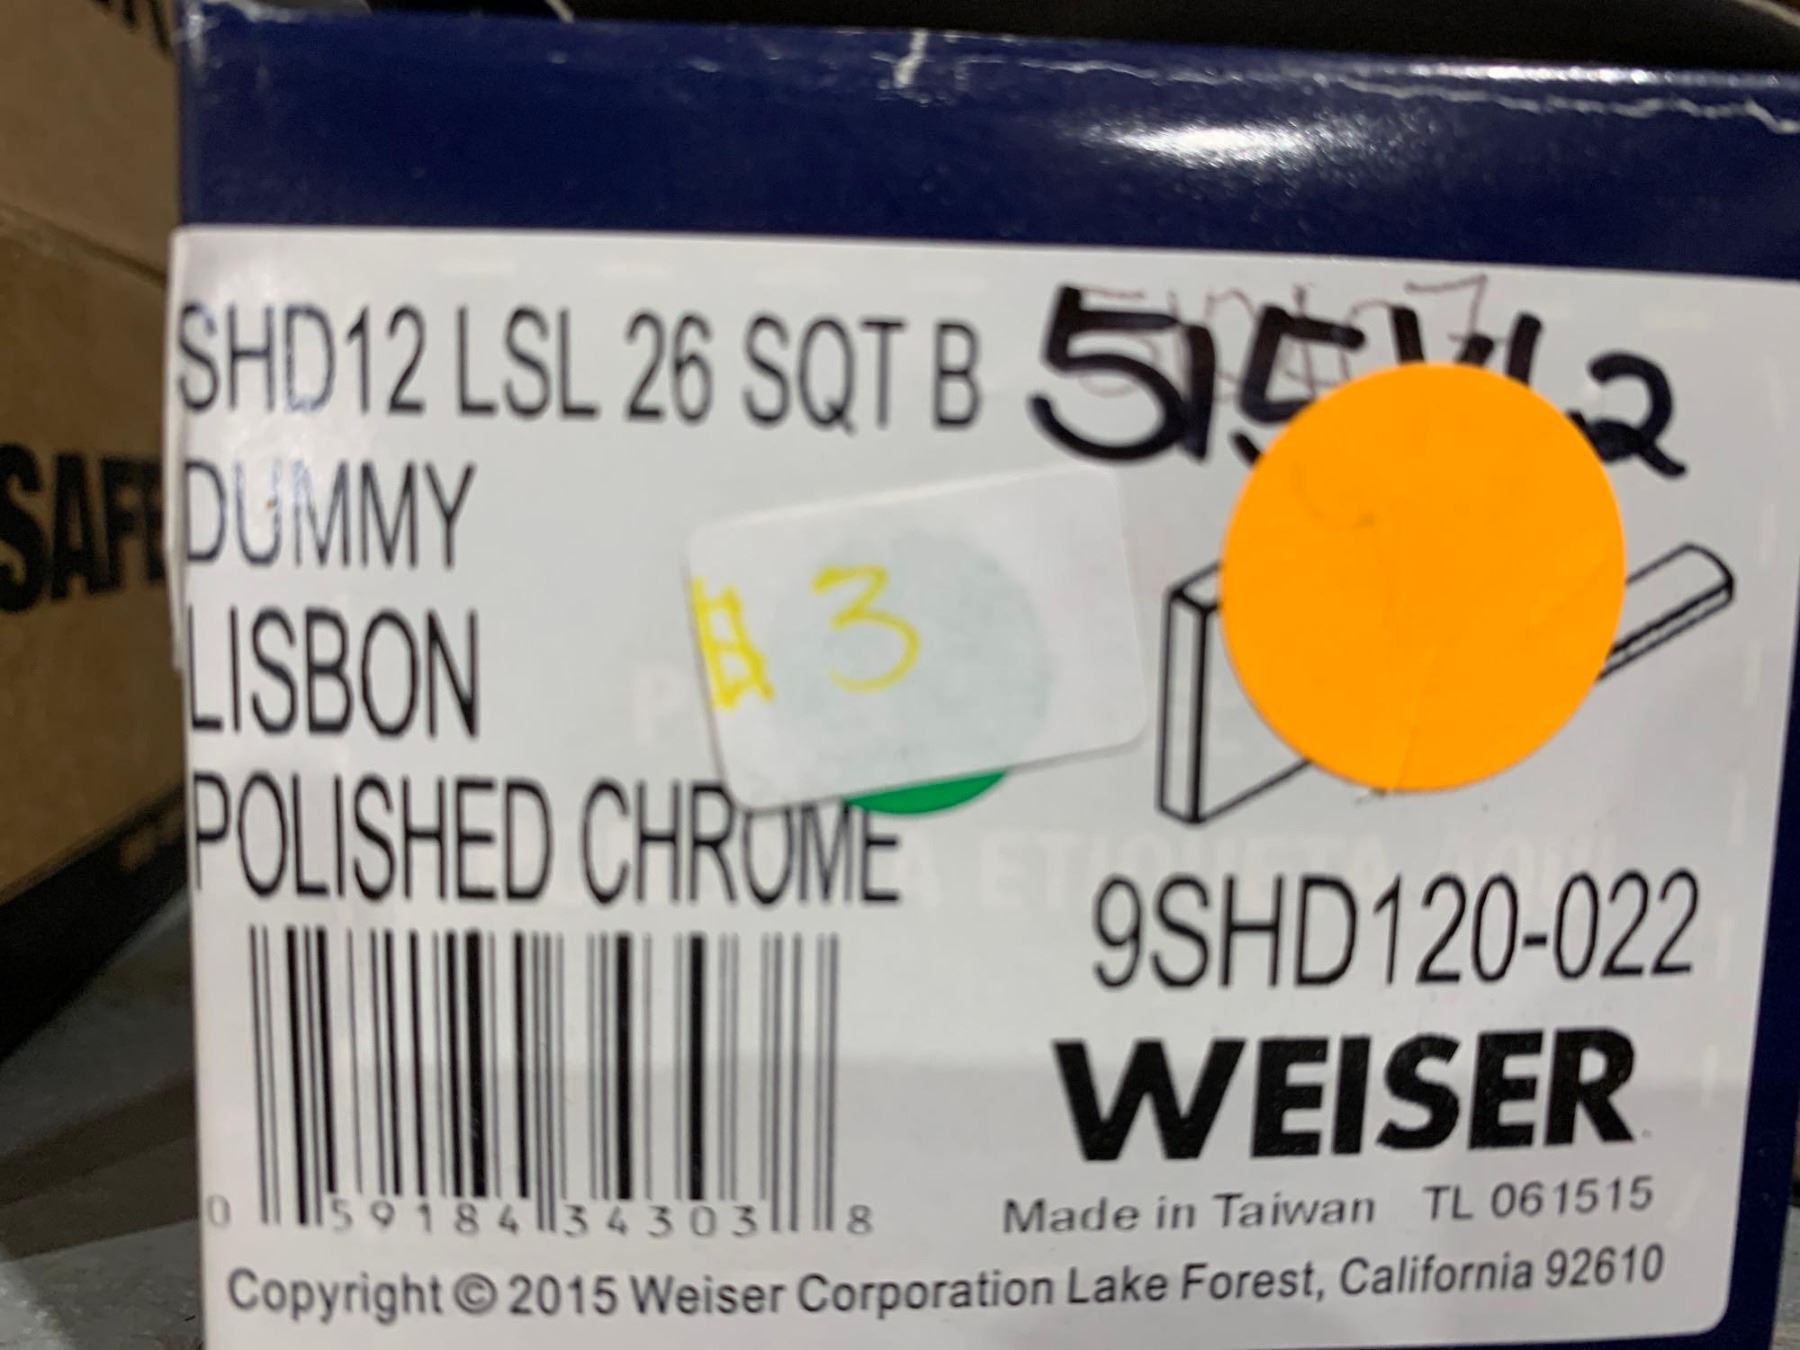 SHD12 LSL 26 SQT B
DUMMY
LISBON
POLISHED CHROME
$3
SAFE
9SHD120-022
WEISER
0 59184 34303 8
Made in Taiwan TL 061515
Copyright © 2015 Weiser Corporation Lake Forest, California 92610